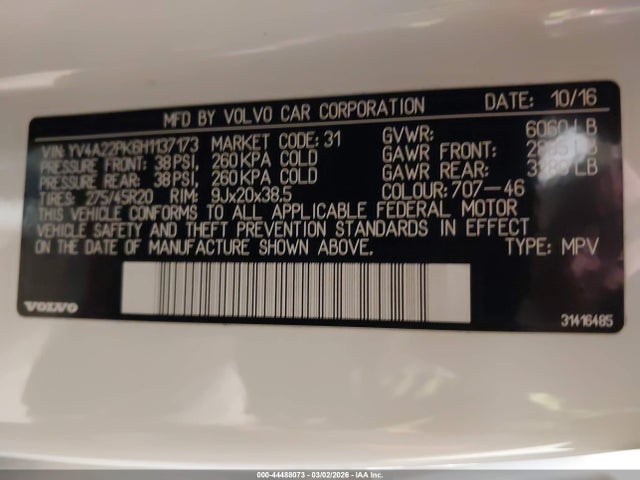 MFD BY VOLVO CAR CORPORATION DATE: 10/16
VIN: YV4A22PK6H1137173 MARKET CODE: 31 GVWR: 6060 LB
PRESSURE FRONT: 38 PSI, 260 KPA COLD GAWR FRONT: LB
PRESSURE REAR: 38 PSI, 260 KPA COLD GAWR REAR: LB
TIRES: 275/45R20 RIM: 9Jx20x38.5 COLOUR: 707-46
THIS VEHICLE CONFORMS TO ALL APPLICABLE FEDERAL MOTOR
VEHICLE SAFETY AND THEFT PREVENTION STANDARDS IN EFFECT
ON THE DATE OF MANUFACTURE SHOWN ABOVE. TYPE: MPV
VOLVO
31416485
000-44488073 - 03/02/2026 - IAA Inc.